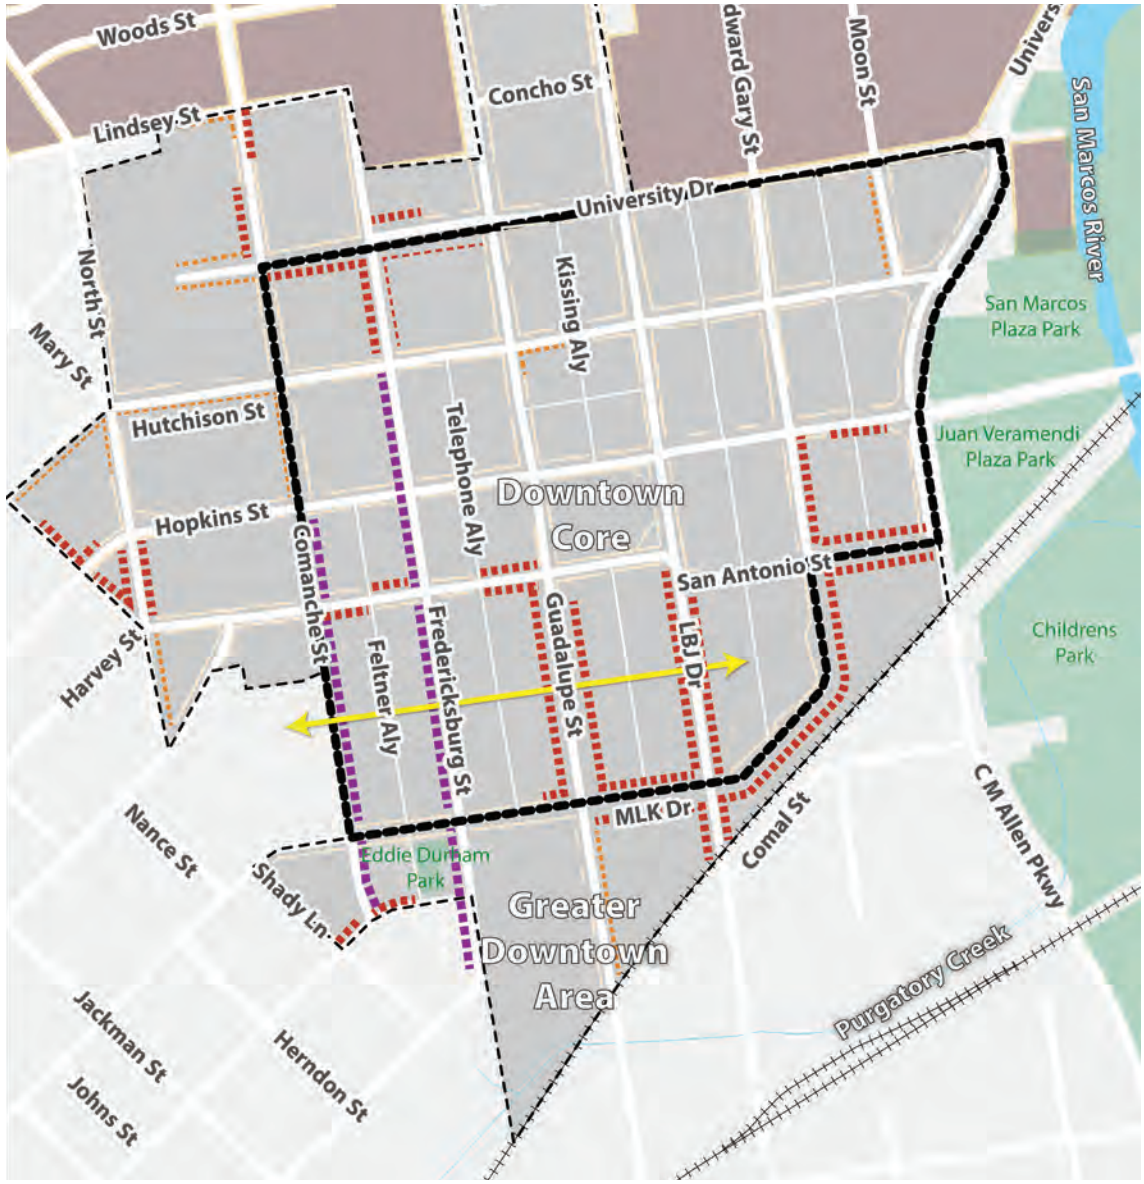 Woods St
Lindsey St
Concho St
dward Gary St
Moon St
Univers
San Marcos River
University Dr
North St
Kissing Aly
San Marcos
Plaza Park
Mary St
Hutchison St
Telephone Aly
Juan Veramendi
Plaza Park
Hopkins St
Downtown
Core
Comanche St
San Antonio St
Harvey St
Feltner Aly
Fredericksburg St
Guadalupe St
LBJ Dr
Childrens
Park
MLK Dr
Comal St
C M Allen Pkwy
Nance St
Shady Ln
Eddie Durham
Park
Greater
Downtown
Area
Purgatory Creek
Jackman St
Herndon St
Johns St